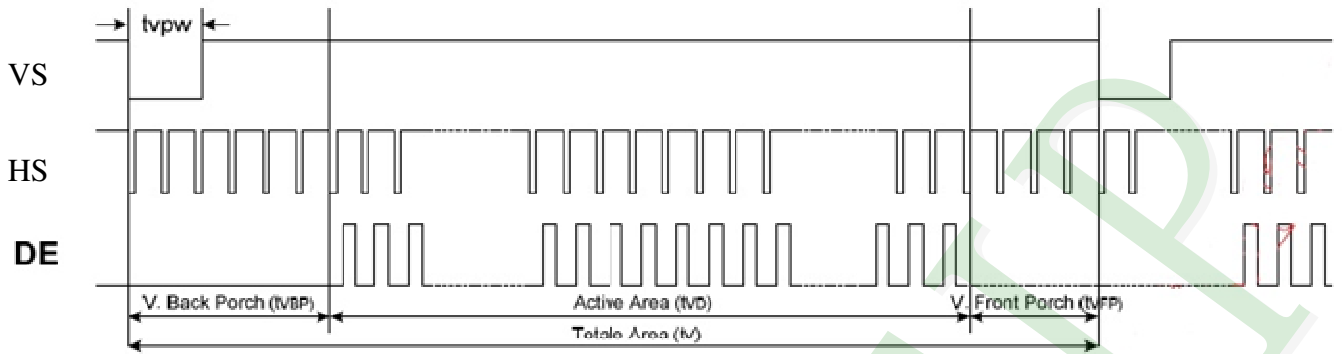 tvpw
VS
HS
DE
V. Back Porch (tVBP) Active Area (tVD) V. Front Porch (tVFP)
Totale Area (tV)